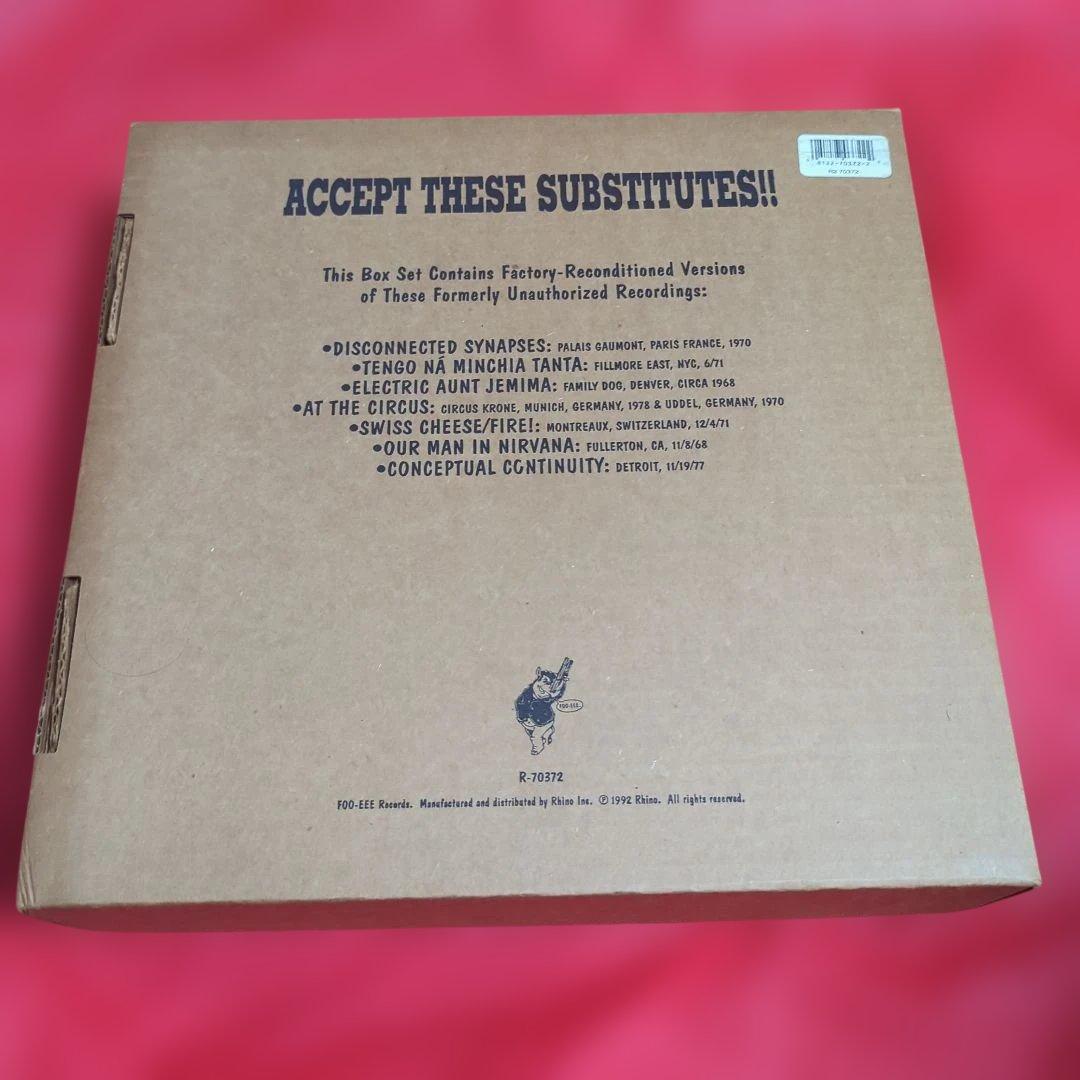 ACCEPT THESE SUBSTITUTES!!
R2 70372
This Box Set Contains Factory-Reconditioned Versions
of These Formerly Unauthorized Recordings:
•DISCONNECTED SYNAPSES: PALAIS GAUMONT, PARIS FRANCE, 1970
•TENGO NÁ MINCHIA TANTA: FILLMORE EAST, NYC, 6/71
•ELECTRIC AUNT JEMIMA: FAMILY DOG, DENVER, CIRCA 1968
•AT THE CIRCUS: CIRCUS KRONE, MUNICH, GERMANY, 1978 & UDDEL, GERMANY, 1970
•SWISS CHEESE/FIRE!: MONTREAUX, SWITZERLAND, 12/4/71
•OUR MAN IN NIRVANA: FULLERTON, CA, 11/8/68
•CONCEPTUAL CONTINUITY: DETROIT, 11/19/77
FOO-EEE
R-70372
FOO-EEE Records. Manufactured and distributed by Rhino Inc. ℗ 1992 Rhino. All rights reserved.